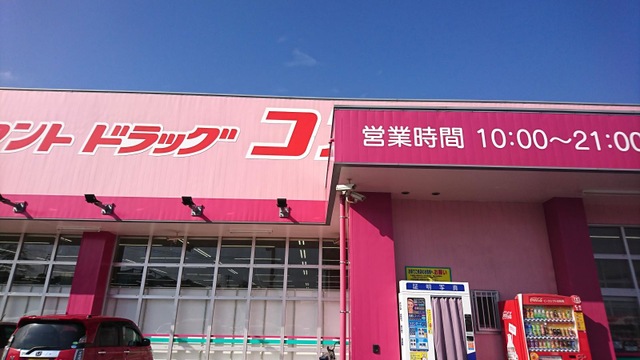 カント ドラッグ コ
営業時間 10:00～21:00
証明写真